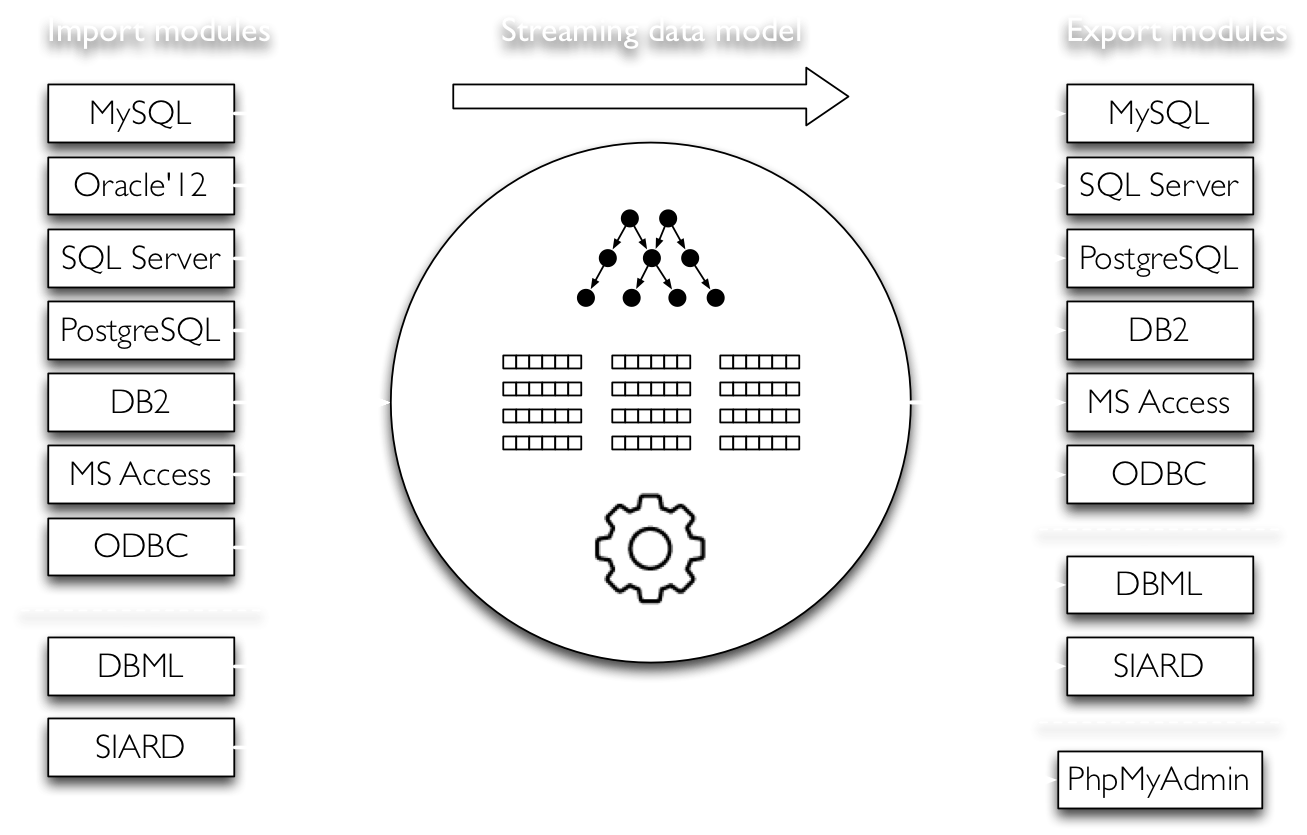 Import modules
Streaming data model
Export modules
MySQL
Oracle'12
SQL Server
PostgreSQL
DB2
MS Access
ODBC
DBML
SIARD
MySQL
SQL Server
PostgreSQL
DB2
MS Access
ODBC
DBML
SIARD
PhpMyAdmin